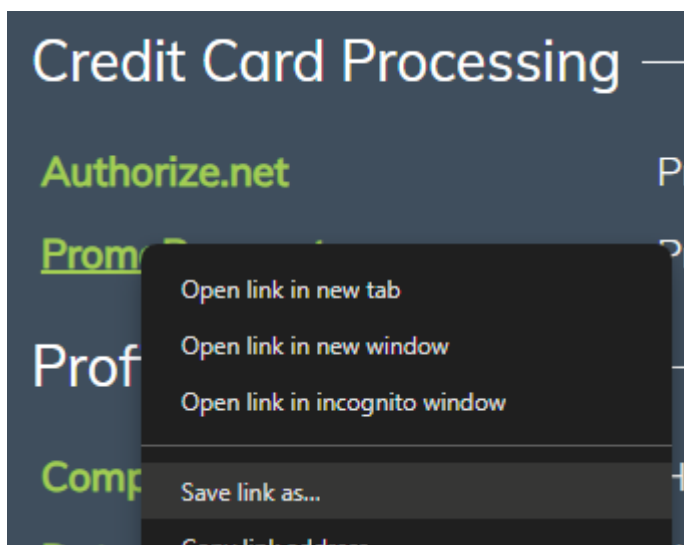 Credit Card Processing
Authorize.net
Open link in new tab
Open link in new window
Open link in incognito window
Save link as...